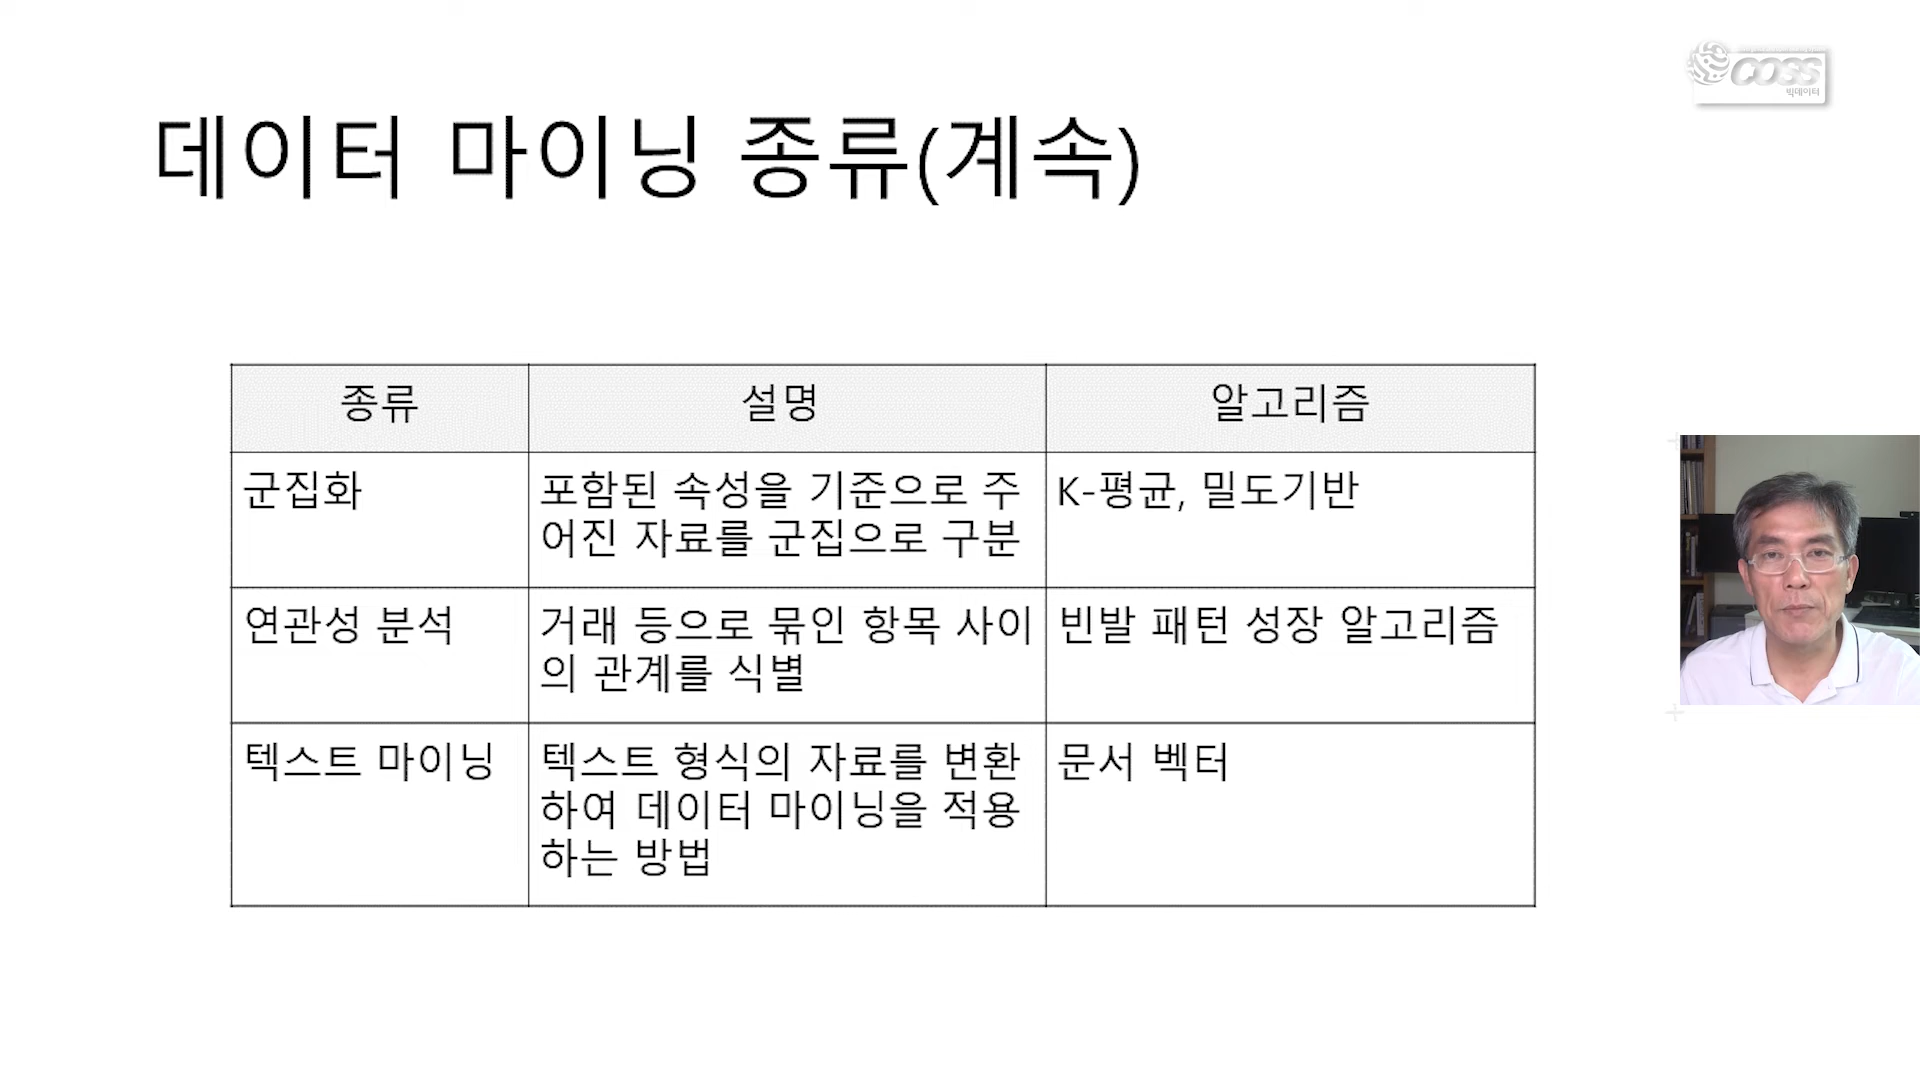 COSS
빅데이터
데이터 마이닝 종류(계속)
종류
설명
알고리즘
군집화
포함된 속성을 기준으로 주
어진 자료를 군집으로 구분
K-평균, 밀도기반
연관성 분석
거래 등으로 묶인 항목 사이
의 관계를 식별
빈발 패턴 성장 알고리즘
텍스트 마이닝
텍스트 형식의 자료를 변환
하여 데이터 마이닝을 적용
하는 방법
문서 벡터